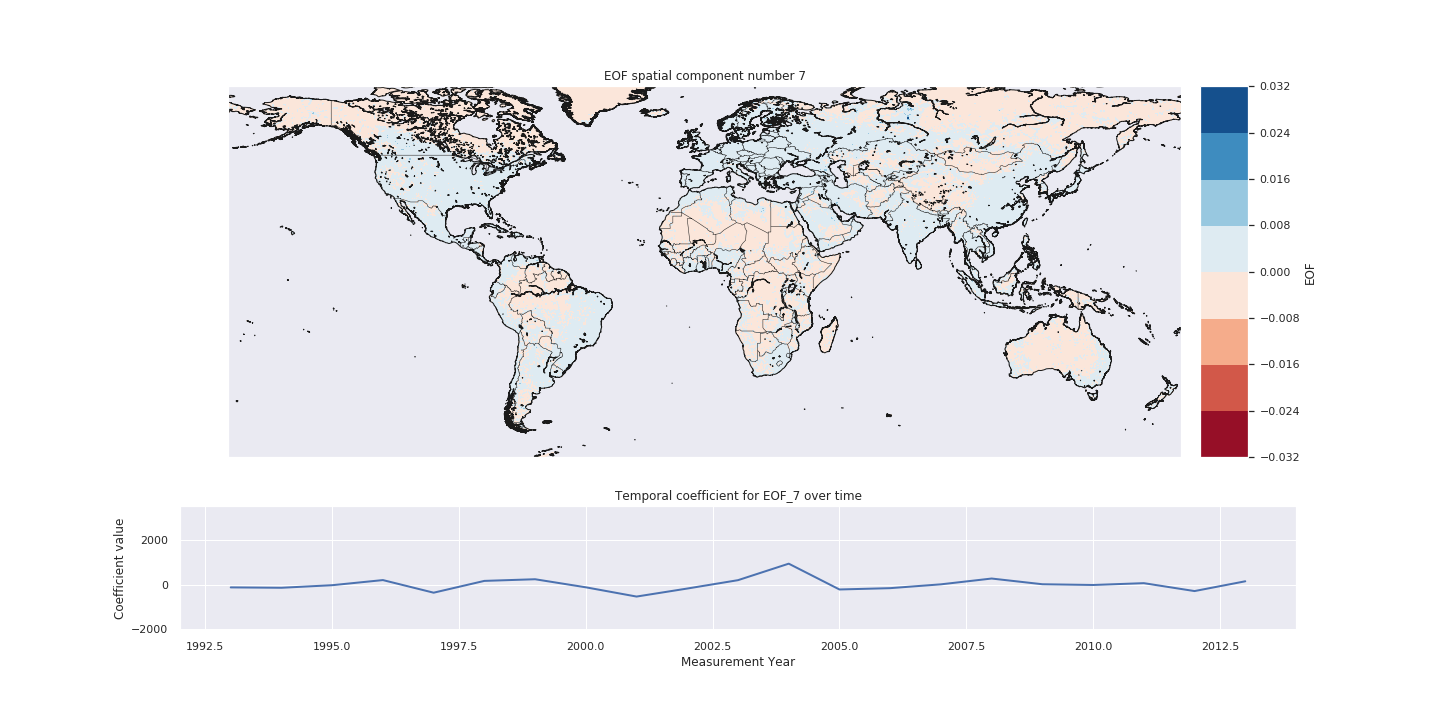 EOF spatial component number 7
0.032
0.024
0.016
0.008
0.000
−0.008
−0.016
−0.024
−0.032
EOF
Temporal coefficient for EOF_7 over time
Coefficient value
2000
0
−2000
1992.5 1995.0 1997.5 2000.0 2002.5 2005.0 2007.5 2010.0 2012.5
Measurement Year